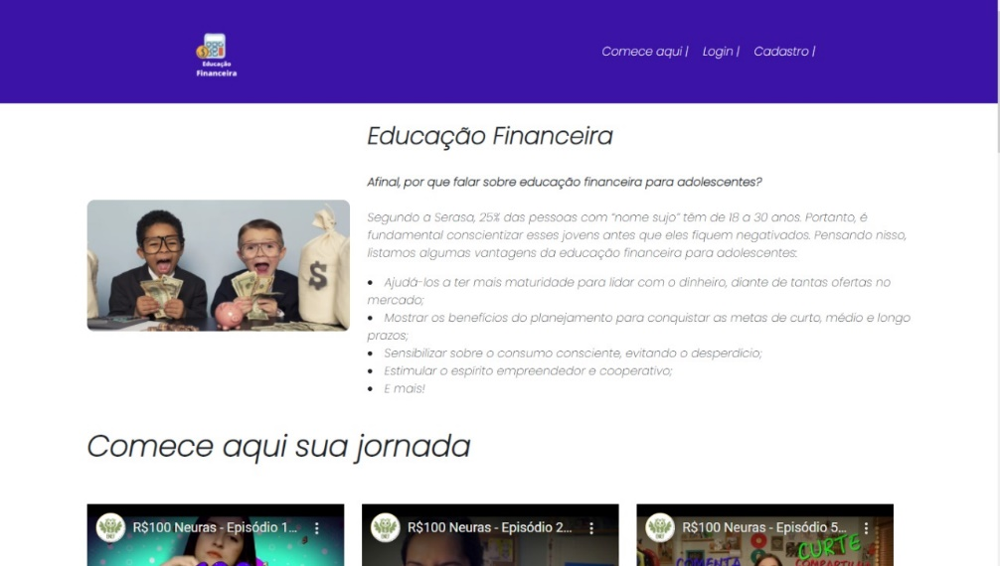 Educação
Financeira
Comece aqui |
Login |
Cadastro |
Educação Financeira
Afinal, por que falar sobre educação financeira para adolescentes?
Segundo a Serasa, 25% das pessoas com “nome sujo” têm de 18 a 30 anos. Portanto, é
fundamental conscientizar esses jovens antes que eles fiquem negativados. Pensando nisso,
listamos algumas vantagens da educação financeira para adolescentes:
• Ajudá-los a ter mais maturidade para lidar com o dinheiro, diante de tantas ofertas no
mercado;
• Mostrar os benefícios do planejamento para conquistar as metas de curto, médio e longo
prazos;
• Sensibilizar sobre o consumo consciente, evitando o desperdício;
• Estimular o espírito empreendedor e cooperativo;
• E mais!
$
Comece aqui sua jornada
R$100 Neuras - Episódio 1...
R$100 Neuras - Episódio 2...
R$100 Neuras - Episódio 5...
CURTE
COMENTA